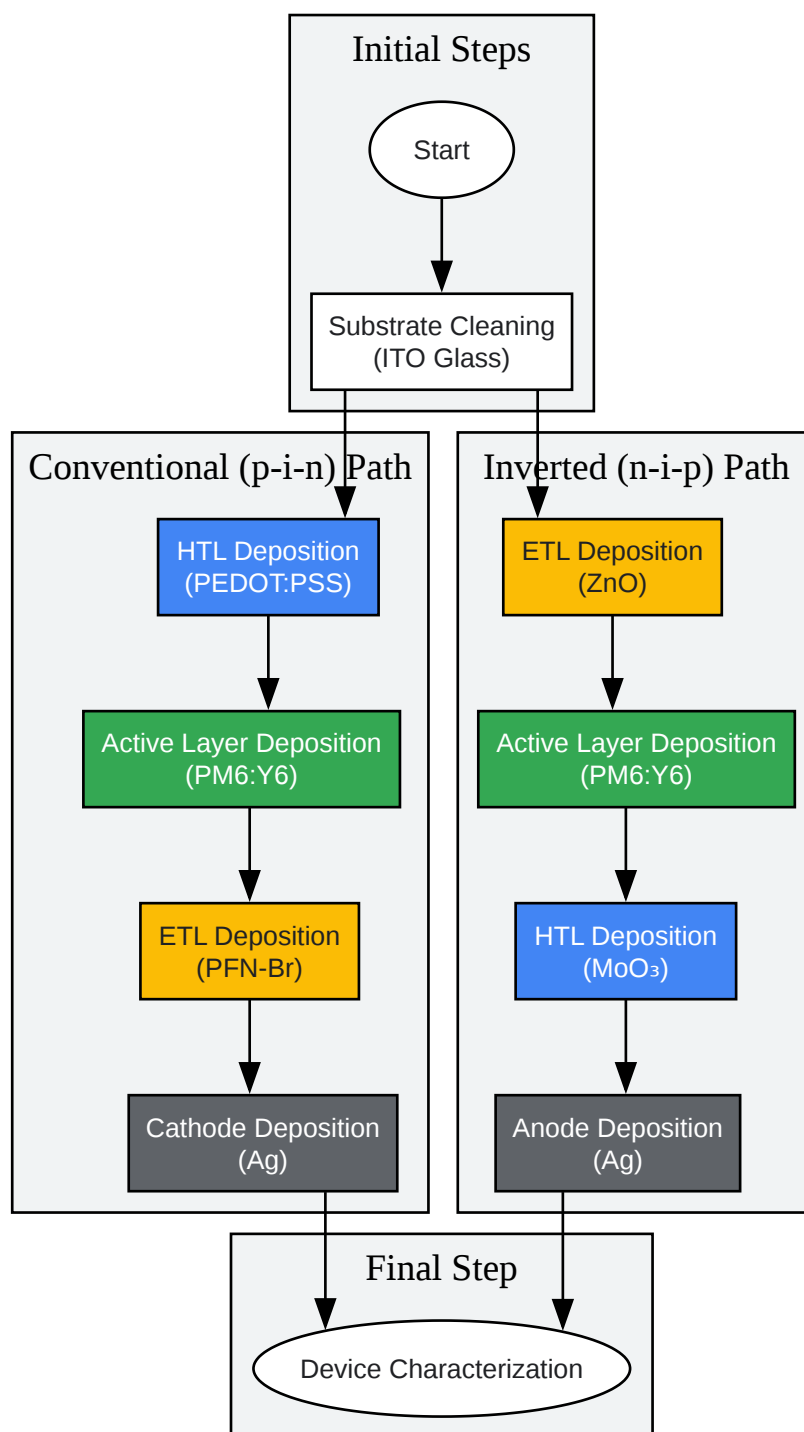 Initial Steps
Start
Substrate Cleaning
(ITO Glass)
Conventional (p-i-n) Path
HTL Deposition
(PEDOT:PSS)
Active Layer Deposition
(PM6:Y6)
ETL Deposition
(PFN-Br)
Cathode Deposition
(Ag)
Inverted (n-i-p) Path
ETL Deposition
(ZnO)
Active Layer Deposition
(PM6:Y6)
HTL Deposition
(MoO₃)
Anode Deposition
(Ag)
Final Step
Device Characterization